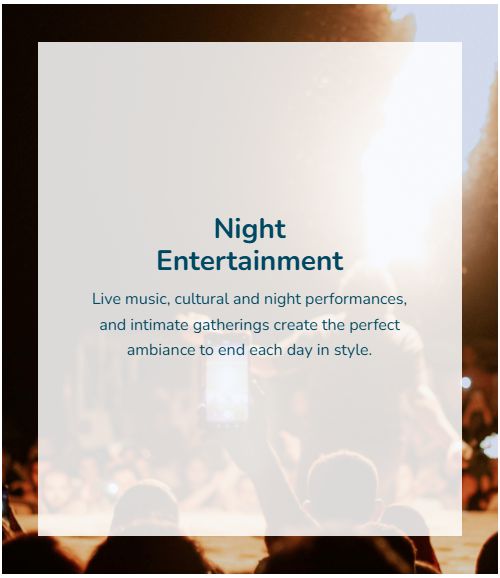 Night
Entertainment
Live music, cultural and night performances,
and intimate gatherings create the perfect
ambiance to end each day in style.